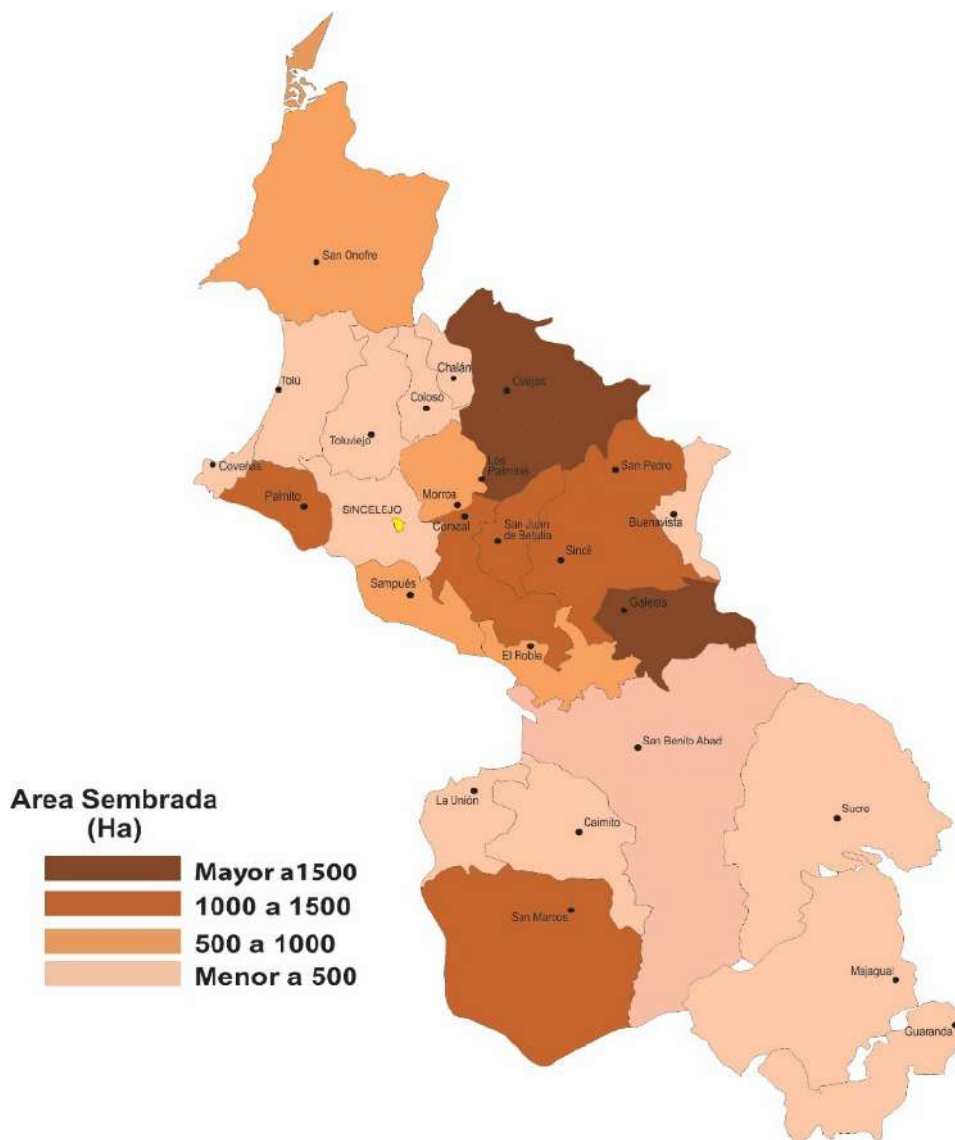 San Onofre
Chalán
Tolú
Ovejas
Colosó
Toluviejo
Coveñas
Los
Palmitos
San Pedro
Palmito
Morroa
SINCELEJO
Corozal
San Juan
de Betulia
Buenavista
Sincé
Sampués
Galeras
El Roble
San Benito Abad
La Unión
Caimito
Sucre
San Marcos
Majagual
Guaranda
Area Sembrada
(Ha)
Mayor a1500
1000 a 1500
500 a 1000
Menor a 500